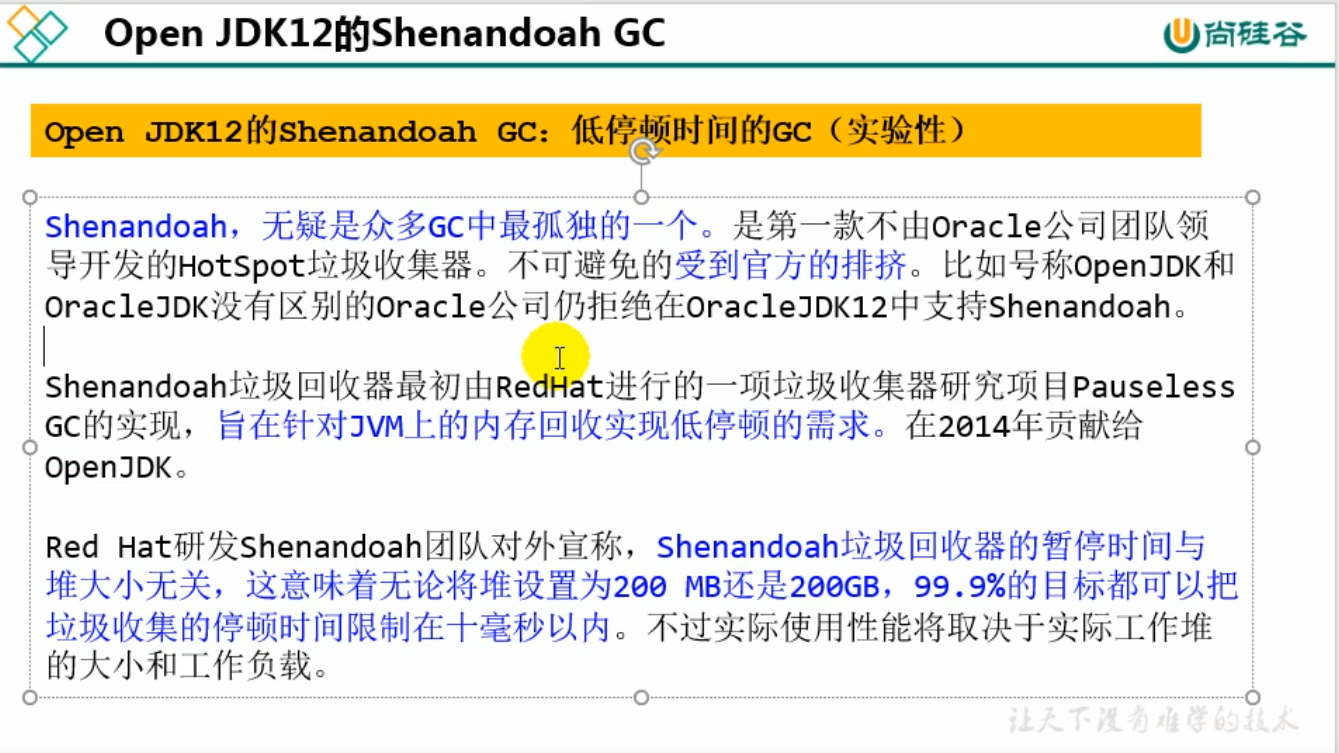 Open JDK12的Shenandoah GC
尚硅谷
Open JDK12的Shenandoah GC：低停顿时间的GC（实验性）
Shenandoah，无疑是众多GC中最孤独的一个。是第一款不由Oracle公司团队领
导开发的HotSpot垃圾收集器。不可避免的受到官方的排挤。比如号称OpenJDK和
OracleJDK没有区别的Oracle公司仍拒绝在OracleJDK12中支持Shenandoah。
Shenandoah垃圾回收器最初由RedHat进行的一项垃圾收集器研究项目Pauseless
GC的实现，旨在针对JVM上的内存回收实现低停顿的需求。在2014年贡献给
OpenJDK。
Red Hat研发Shenandoah团队对外宣称，Shenandoah垃圾回收器的暂停时间与
堆大小无关，这意味着无论将堆设置为200 MB还是200GB，99.9%的目标都可以把
垃圾收集的停顿时间限制在十毫秒以内。不过实际使用性能将取决于实际工作堆
的大小和工作负载。
让天下没有难学的技术